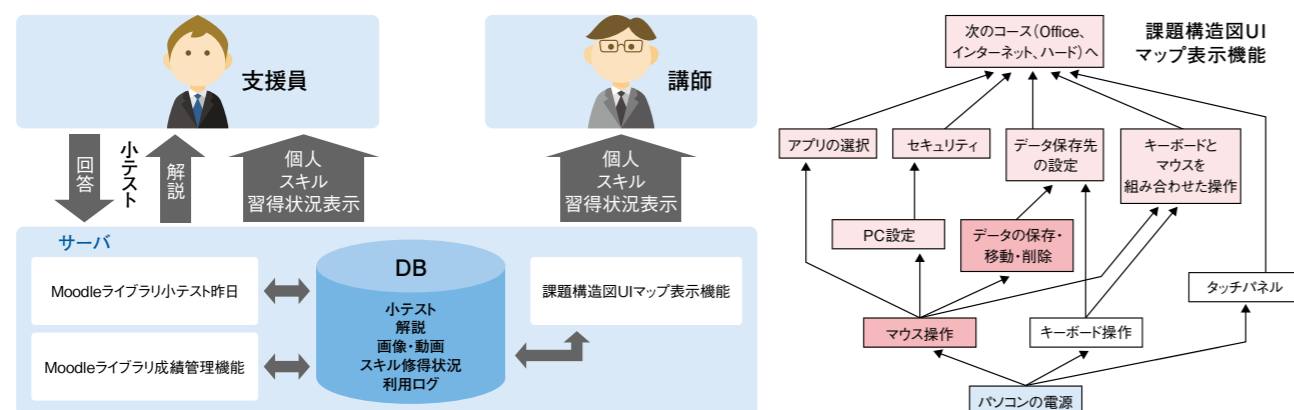 支援員
講師
回答
小テスト
解説
個人
スキル
習得状況表示
個人
スキル
習得状況表示
サーバ
Moodleライブラリ小テスト昨日
Moodleライブラリ成績管理機能
DB
小テスト
解説
画像・動画
スキル修得状況
利用ログ
課題構造図UIマップ表示機能
課題構造図UI
マップ表示機能
次のコース（Office、
インターネット、ハード）へ
アプリの選択
セキュリティ
データ保存先
の設定
キーボードと
マウスを
組み合わせた操作
PC設定
データの保存・
移動・削除
タッチパネル
マウス操作
キーボード操作
パソコンの電源